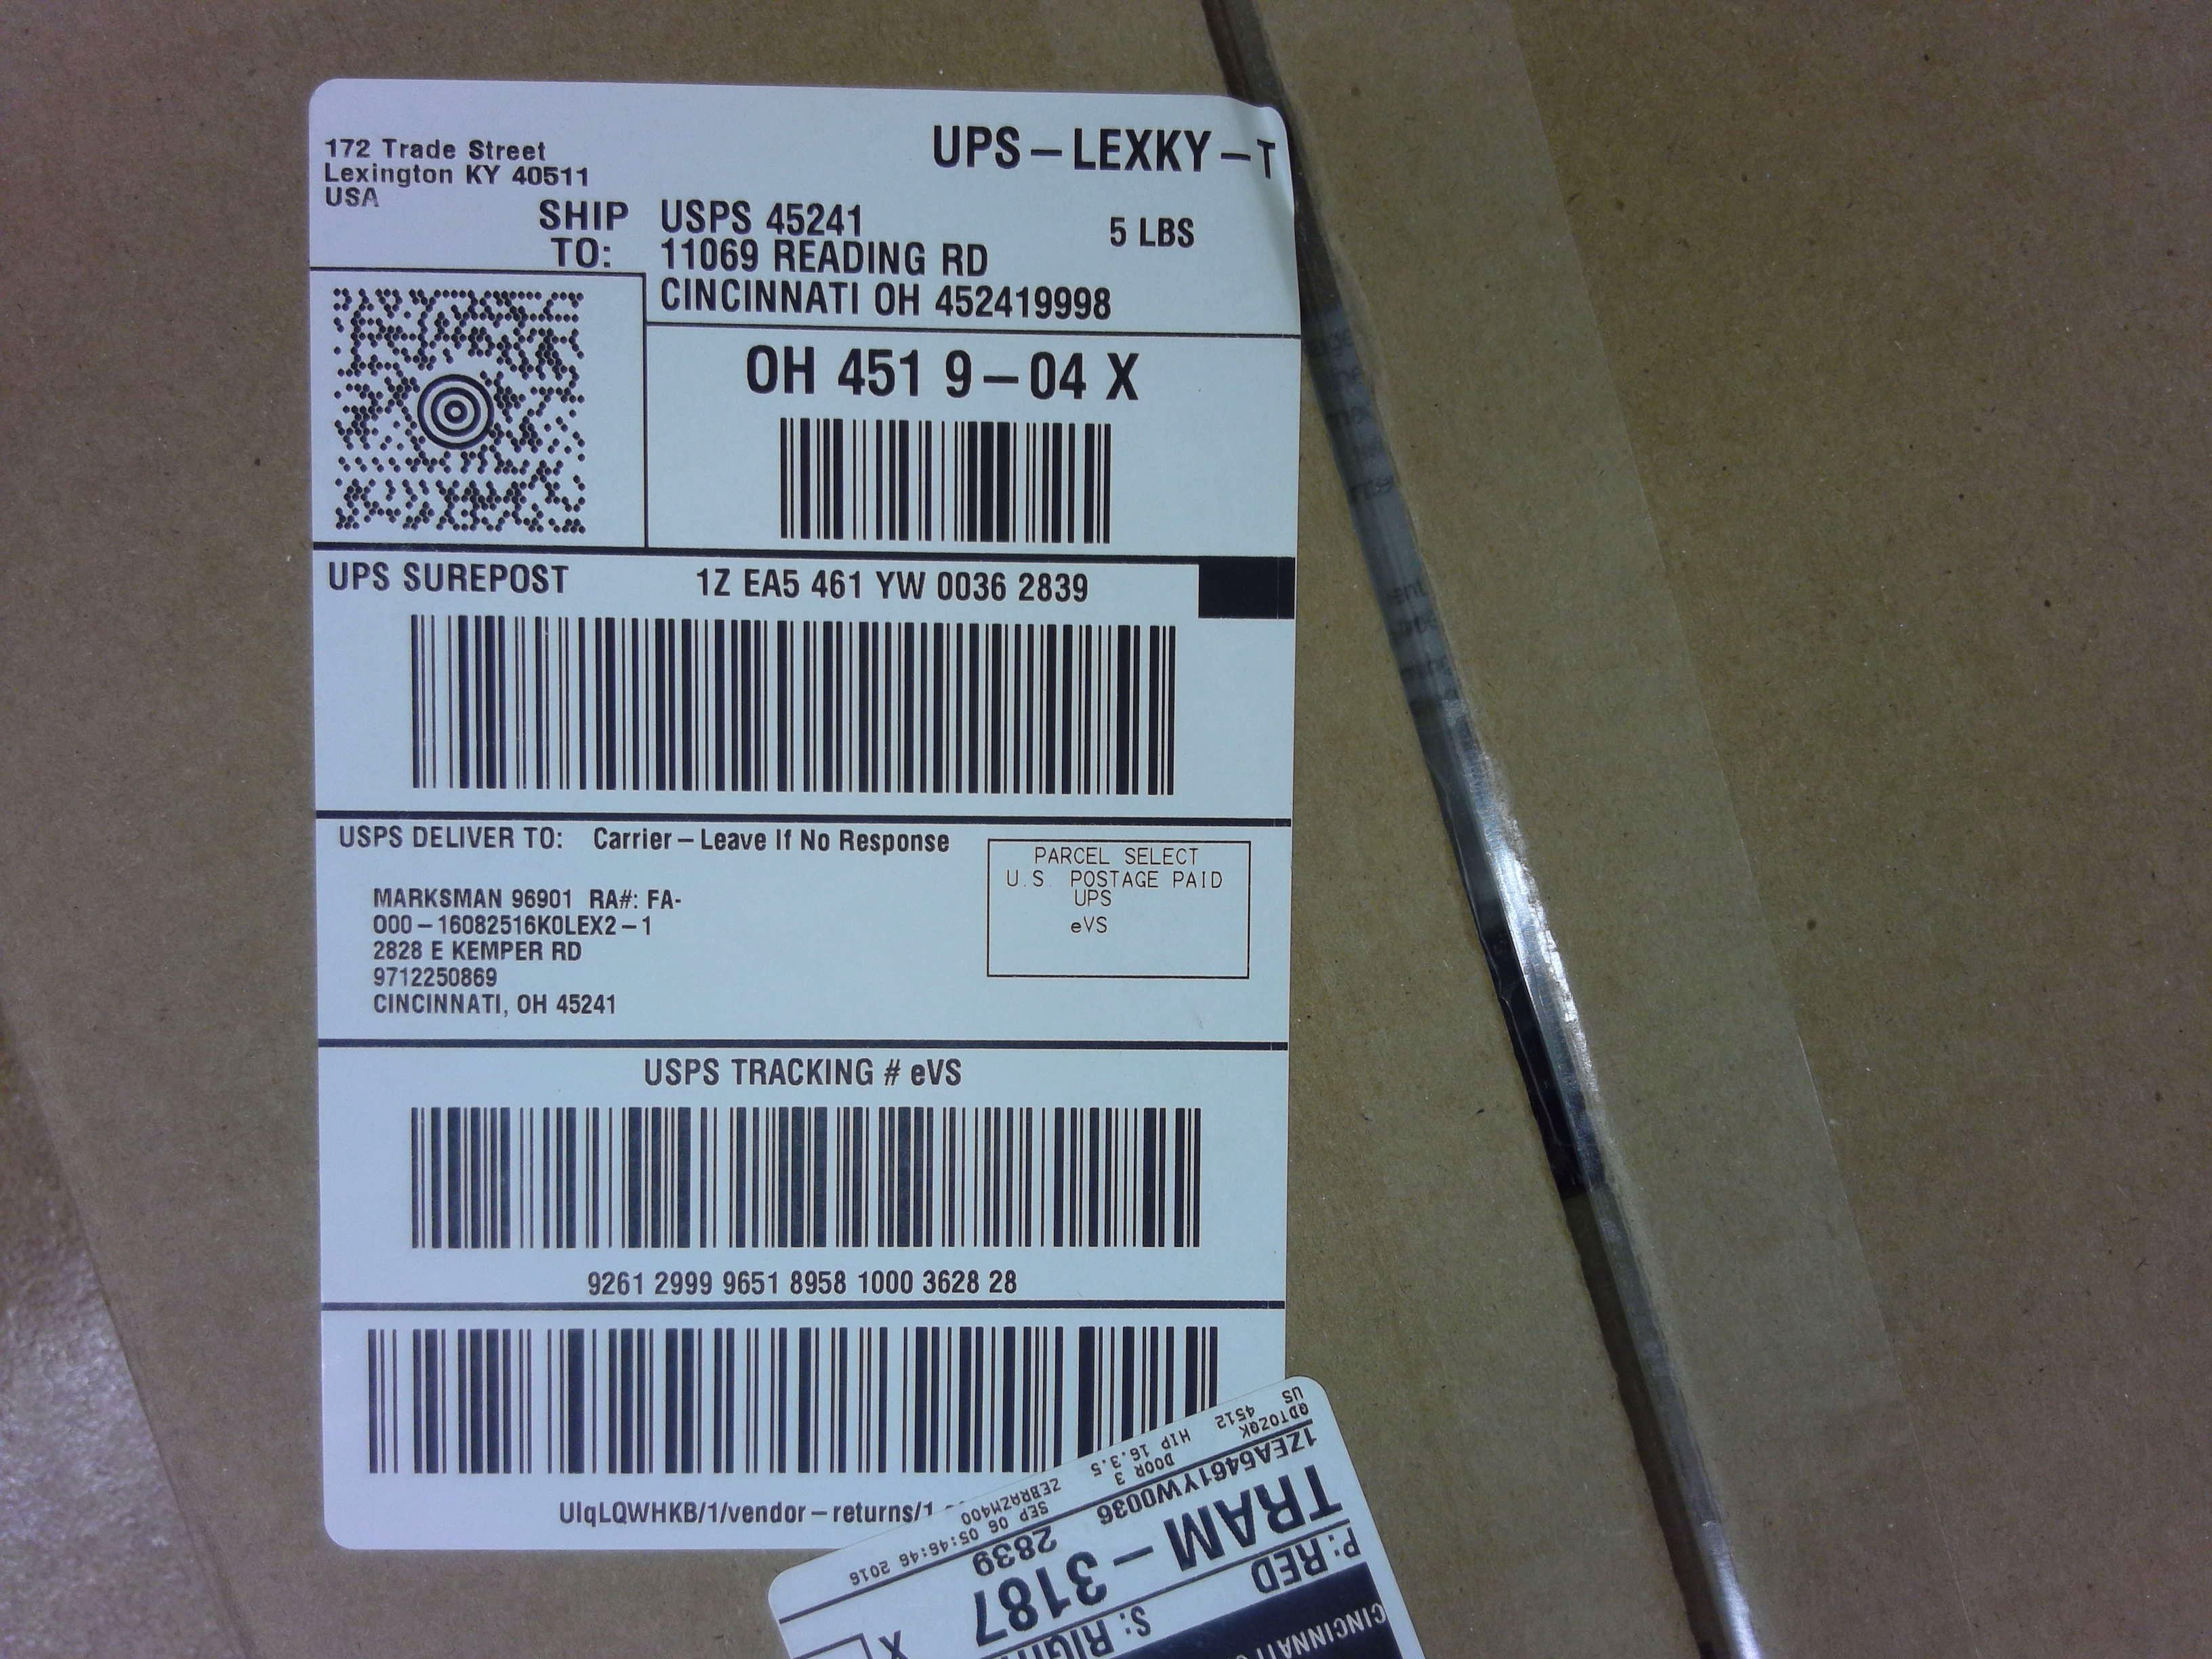 172 Trade Street
Lexington KY 40511
USA
UPS – LEXKY – T
SHIP TO:
USPS 45241
11069 READING RD
CINCINNATI OH 452419998
5 LBS
OH 451 9 – 04 X
UPS SUREPOST
1Z EA5 461 YW 0036 2839
USPS DELIVER TO: Carrier – Leave If No Response
MARKSMAN 96901 RA#: FA-
000 – 16082516K0LEX2 – 1
2828 E KEMPER RD
9712250869
CINCINNATI, OH 45241
PARCEL SELECT
U.S. POSTAGE PAID
UPS
eVS
USPS TRACKING # eVS
9261 2999 9651 8958 1000 3628 28
UIqLQWHKB/1/vendor – returns/1
US
4512
HIP 16.3.5
ZEBRAZM400
DOOR 3
SEP 06 05:46:46 2016
1ZEA5461YW0036
2839
TRAM – 3187
P: RED
S:
X
CINCINNATI